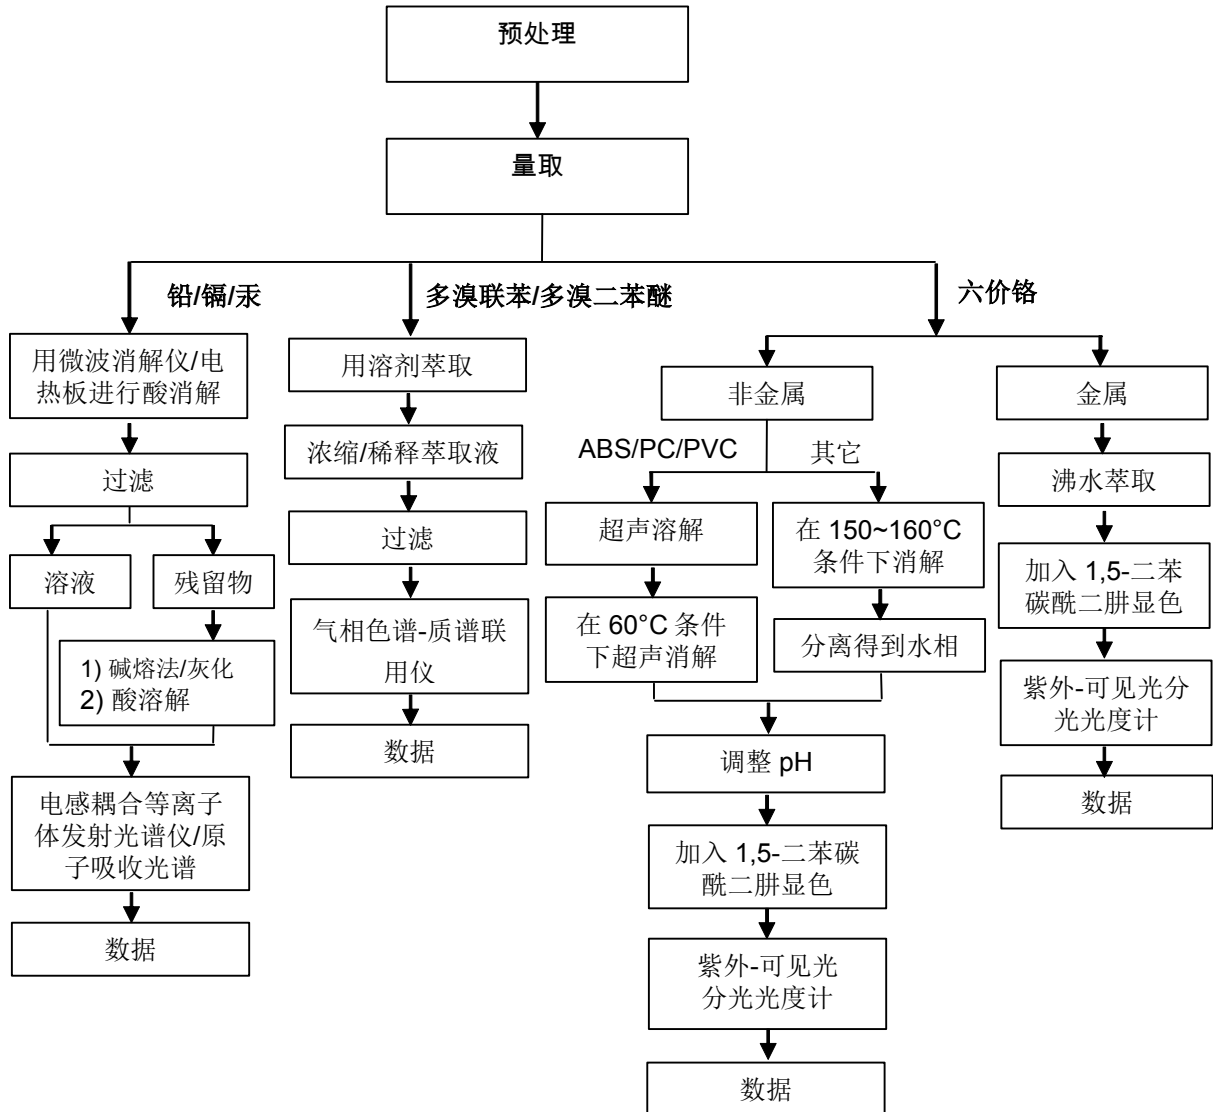 预处理
量取
铅/镉/汞
多溴联苯/多溴二苯醚
六价铬
用微波消解仪/电
热板进行酸消解
过滤
溶液
残留物
1) 碱熔法/灰化
2) 酸溶解
电感耦合等离子
体发射光谱仪/原
子吸收光谱
数据
用溶剂萃取
浓缩/稀释萃取液
过滤
气相色谱-质谱联
用仪
数据
非金属
ABS/PC/PVC
其它
超声溶解
在 60°C 条件
下超声消解
在 150~160°C
条件下消解
分离得到水相
调整 pH
加入 1,5-二苯碳
酰二肼显色
紫外-可见光
分光光度计
数据
金属
沸水萃取
加入 1,5-二苯
碳酰二肼显色
紫外-可见光分
光光度计
数据